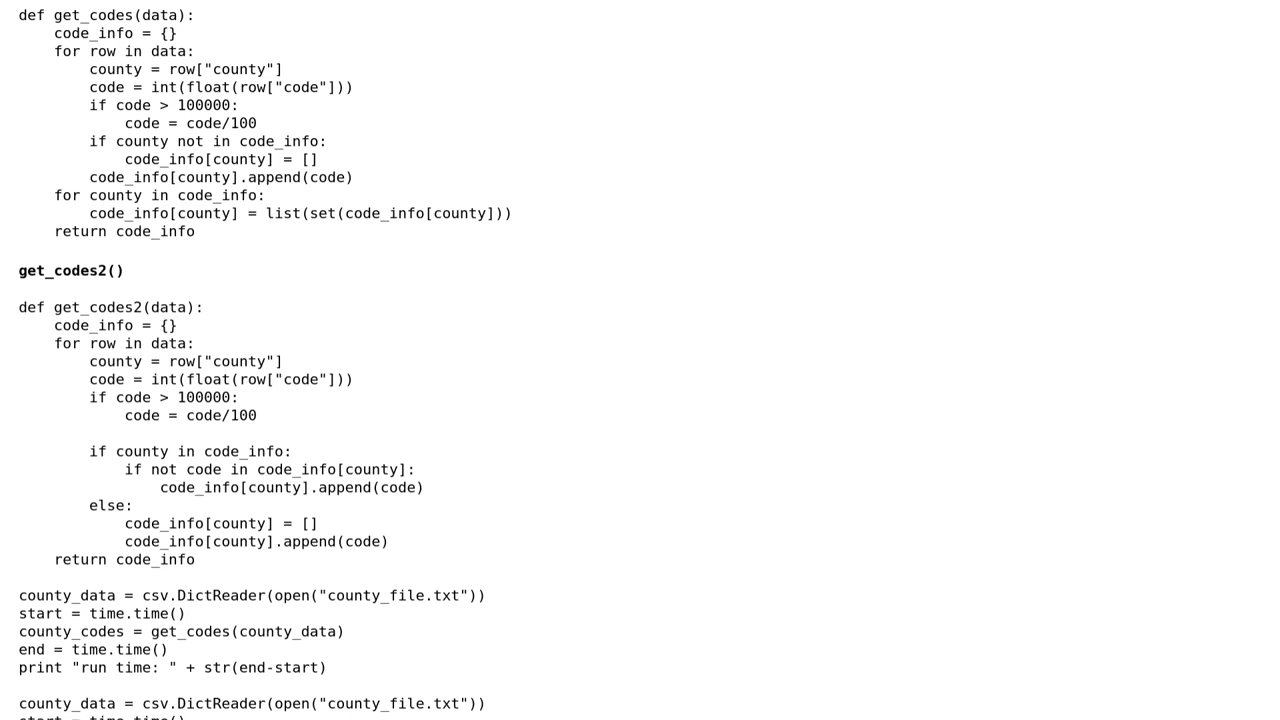 def get_codes(data):
    code_info = {}
    for row in data:
        county = row["county"]
        code = int(float(row["code"]))
        if code > 100000:
            code = code/100
        if county not in code_info:
            code_info[county] = []
        code_info[county].append(code)
    for county in code_info:
        code_info[county] = list(set(code_info[county]))
    return code_info

get_codes2()

def get_codes2(data):
    code_info = {}
    for row in data:
        county = row["county"]
        code = int(float(row["code"]))
        if code > 100000:
            code = code/100

        if county in code_info:
            if not code in code_info[county]:
                code_info[county].append(code)
        else:
            code_info[county] = []
            code_info[county].append(code)
    return code_info

county_data = csv.DictReader(open("county_file.txt"))
start = time.time()
county_codes = get_codes(county_data)
end = time.time()
print "run time: " + str(end-start)

county_data = csv.DictReader(open("county_file.txt"))
start = time.time()